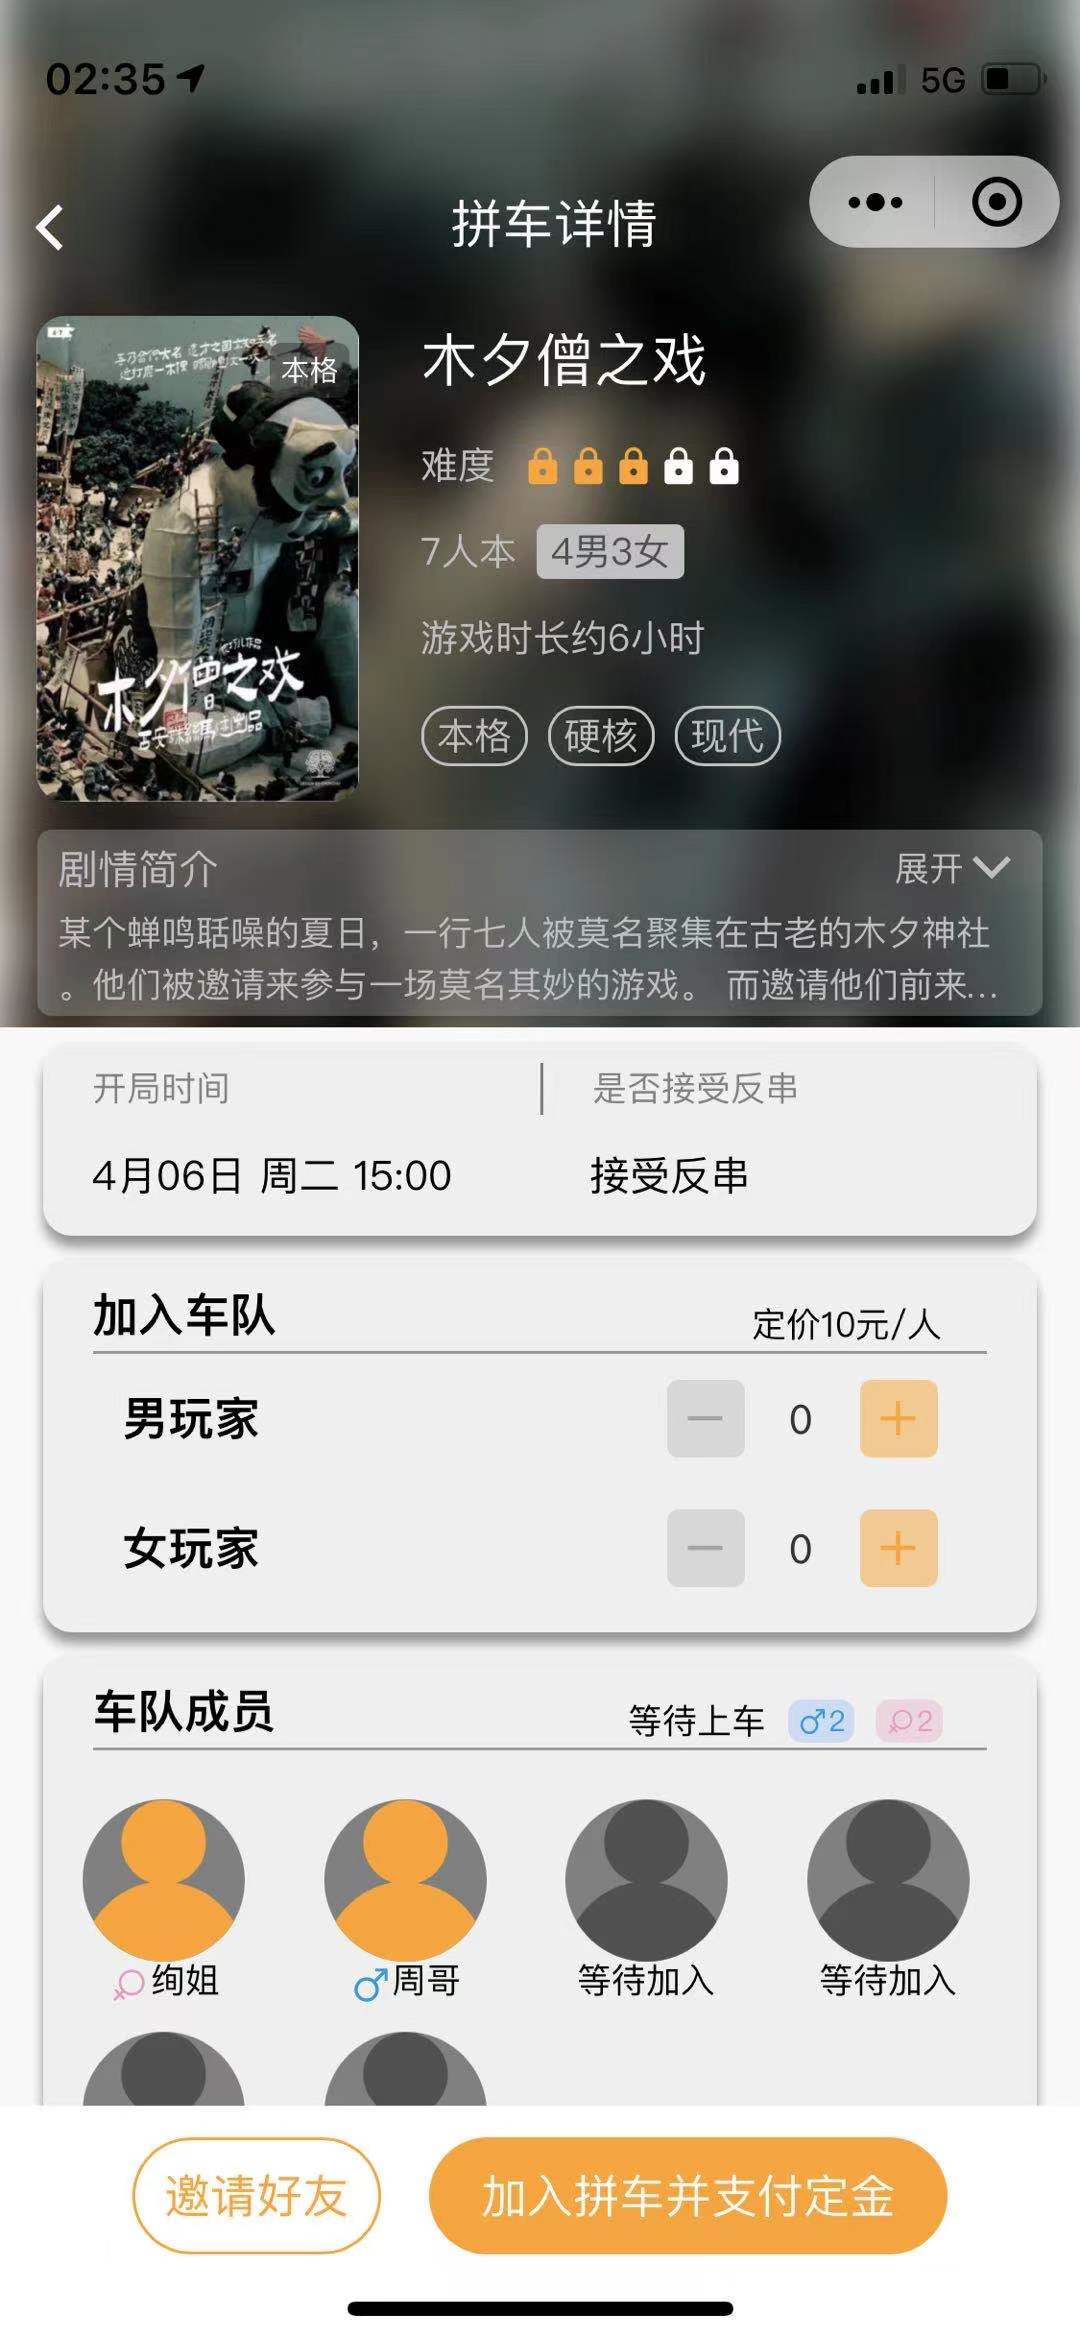 02:35
5G
拼车详情
本格
木夕僧之戏
木夕僧之戏
难度
7人本 4男3女
游戏时长约6小时
本格 硬核 现代
剧情简介
展开
某个蝉鸣聒噪的夏日，一行七人被莫名聚集在古老的木夕神社
。他们被邀请来参与一场莫名其妙的游戏。 而邀请他们前来...
开局时间
是否接受反串
4月06日 周二 15:00
接受反串
加入车队
定价10元/人
男玩家
0
女玩家
0
车队成员
等待上车 ♂2 ♀2
绚姐
周哥
等待加入
等待加入
邀请好友
加入拼车并支付定金